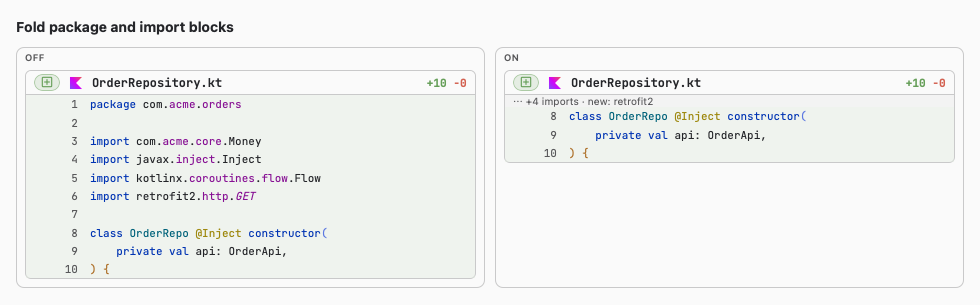 Fold package and import blocks
OFF
OrderRepository.kt +10 -0
1 package com.acme.orders
2
3 import com.acme.core.Money
4 import javax.inject.Inject
5 import kotlinx.coroutines.flow.Flow
6 import retrofit2.http.GET
7
8 class OrderRepo @Inject constructor(
9 private val api: OrderApi,
10 ) {
ON
OrderRepository.kt +10 -0
··· +4 imports · new: retrofit2
8 class OrderRepo @Inject constructor(
9 private val api: OrderApi,
10 ) {